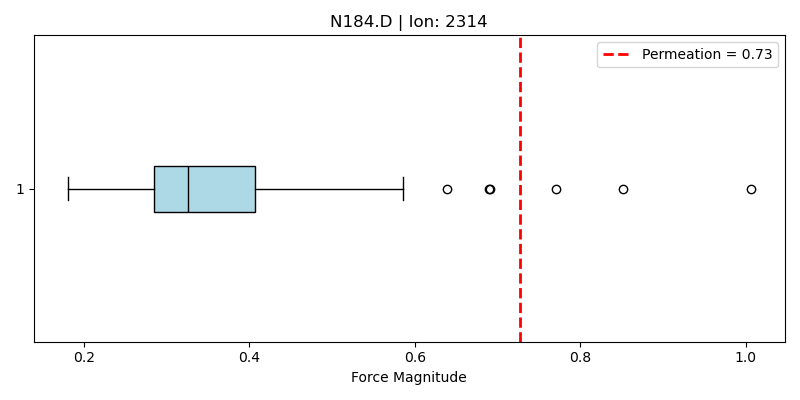 N184.D | Ion: 2314
Permeation = 0.73
1
0.2 0.4 0.6 0.8 1.0
Force Magnitude